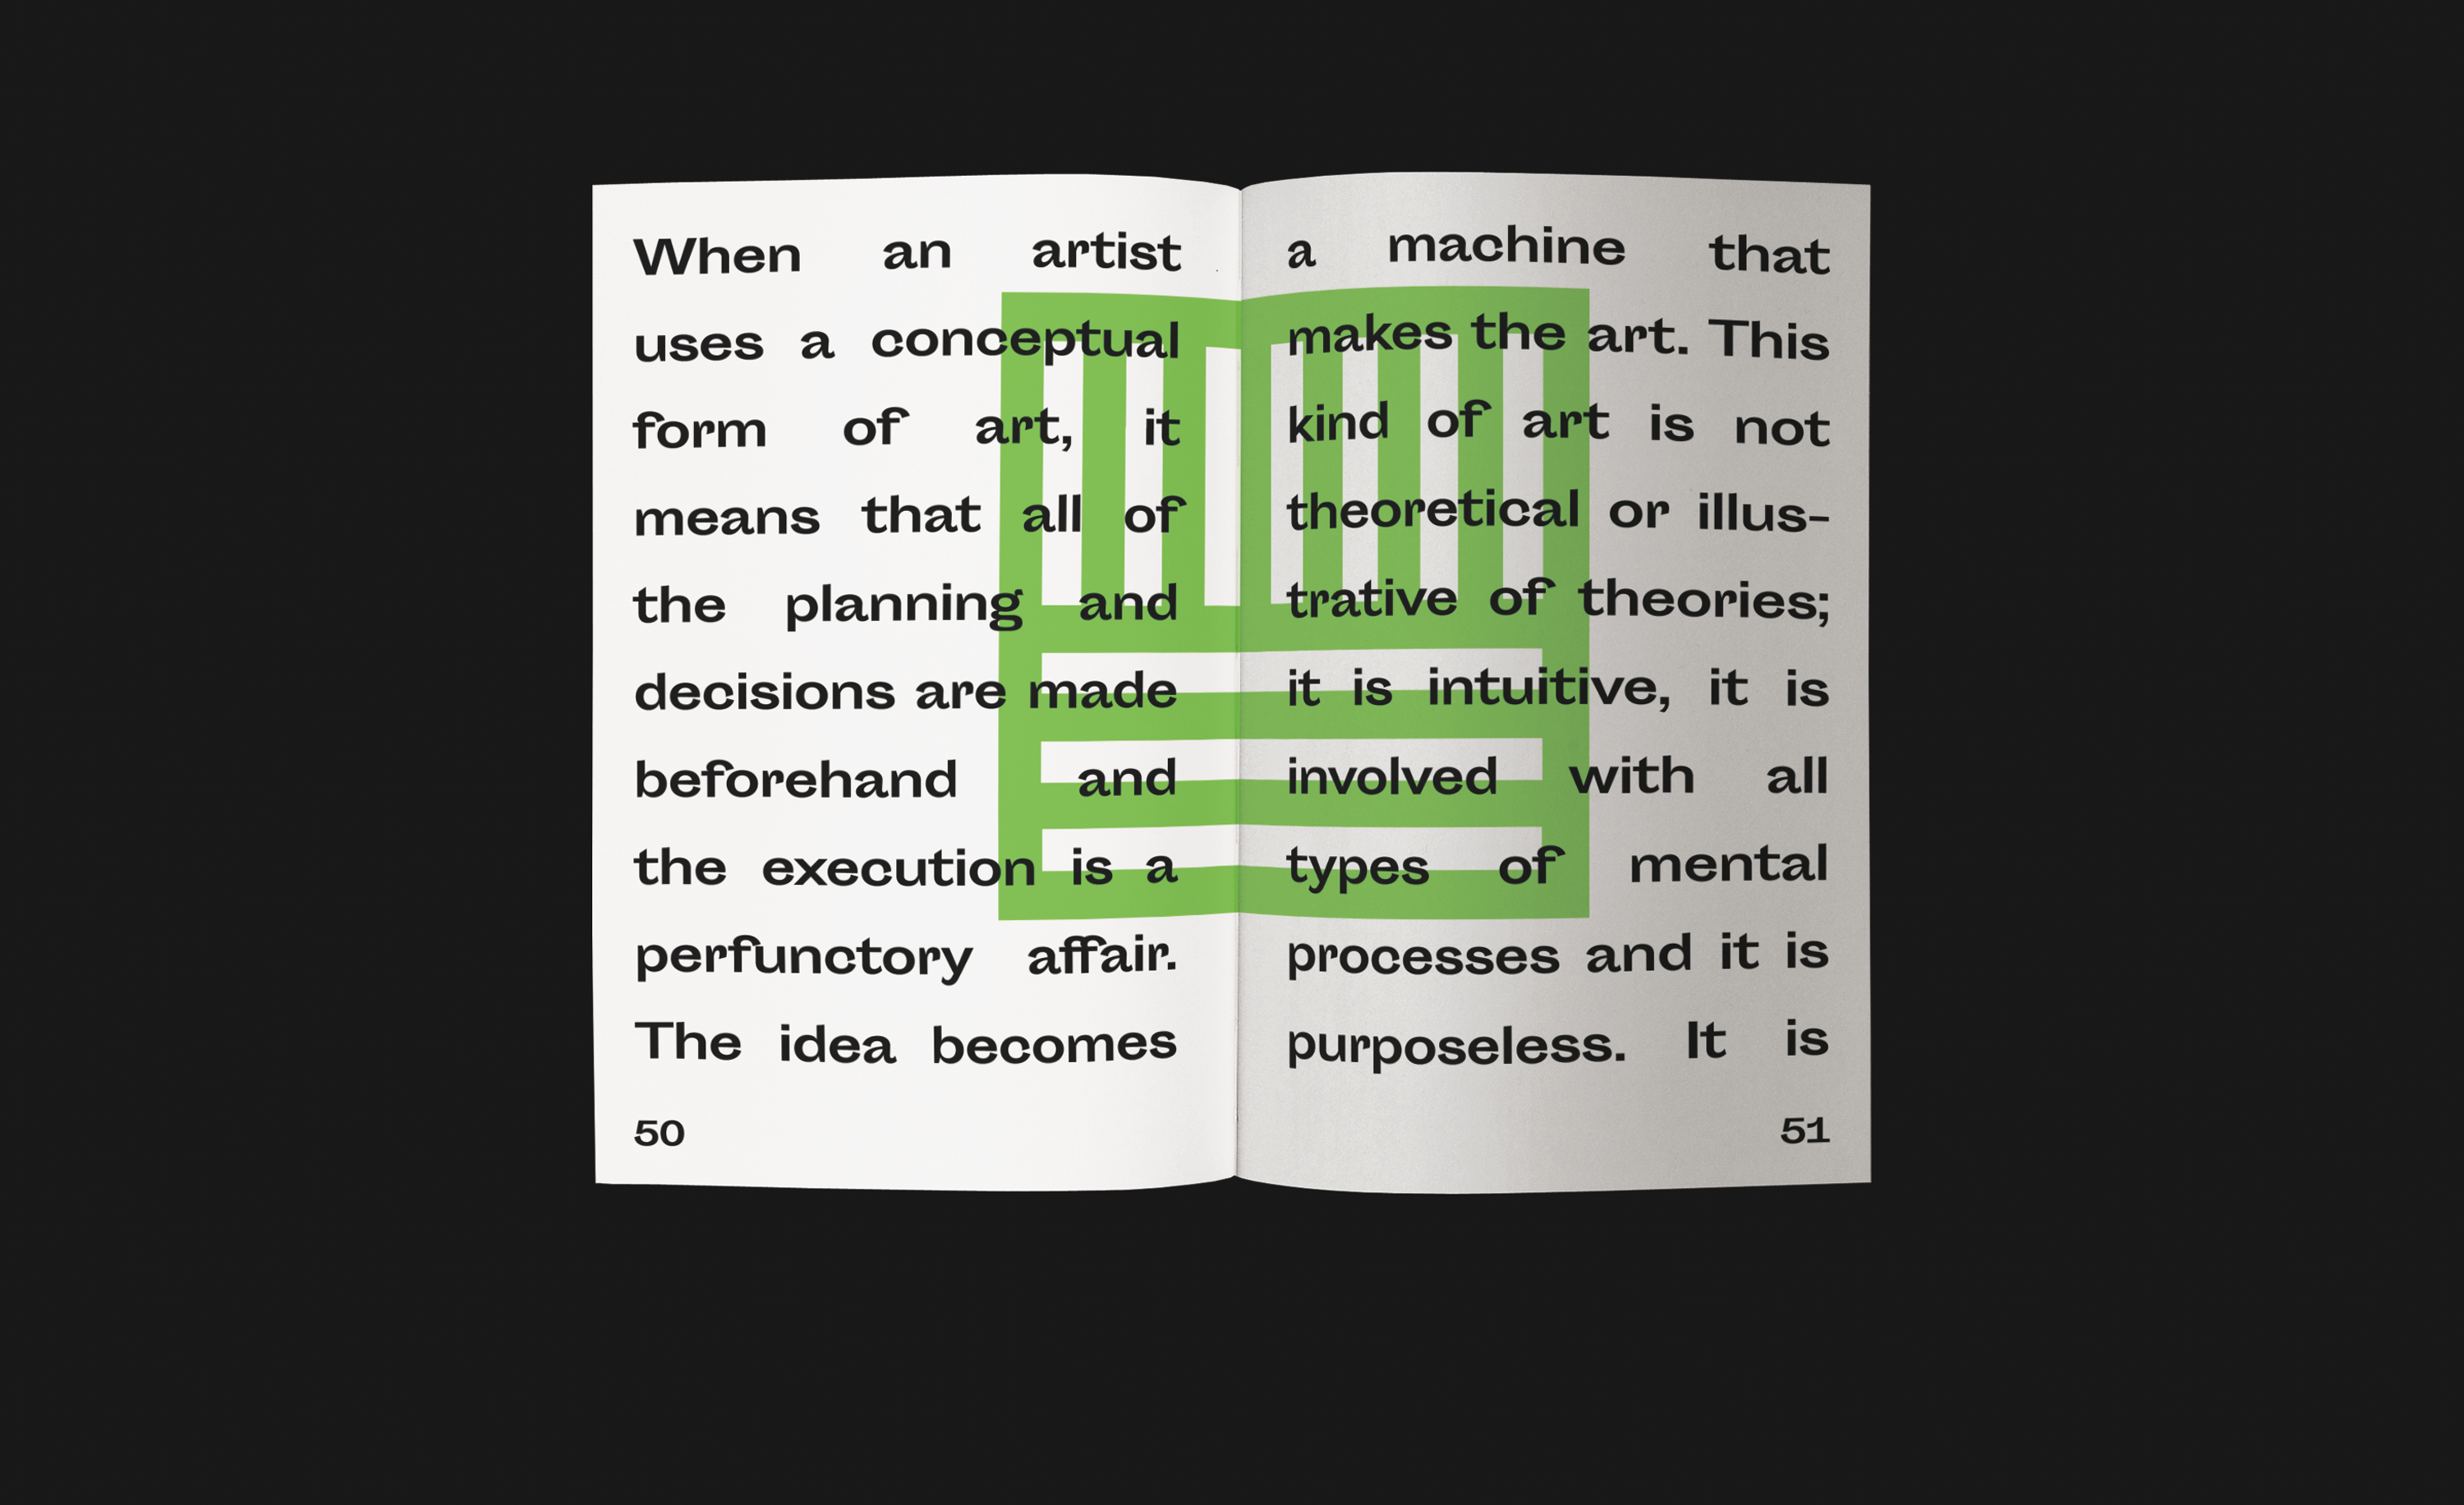 When an artist
uses a conceptual
form of art, it
means that all of
the planning and
decisions are made
beforehand and
the execution is a
perfunctory affair.
The idea becomes
50
a machine that
makes the art. This
kind of art is not
theoretical or illus-
trative of theories;
it is intuitive, it is
involved with all
types of mental
processes and it is
purposeless. It is
51